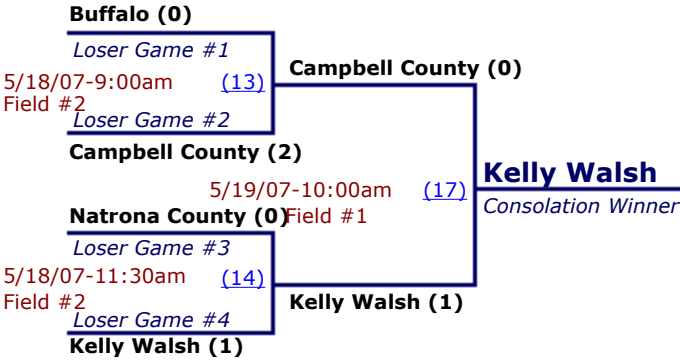 Buffalo (0)
Loser Game #1
5/18/07-9:00am (13)
Field #2
Loser Game #2
Campbell County (2)
Campbell County (0)
5/19/07-10:00am (17)
Field #1
Kelly Walsh
Consolation Winner
Natrona County (0)
Loser Game #3
5/18/07-11:30am (14)
Field #2
Loser Game #4
Kelly Walsh (1)
Kelly Walsh (1)